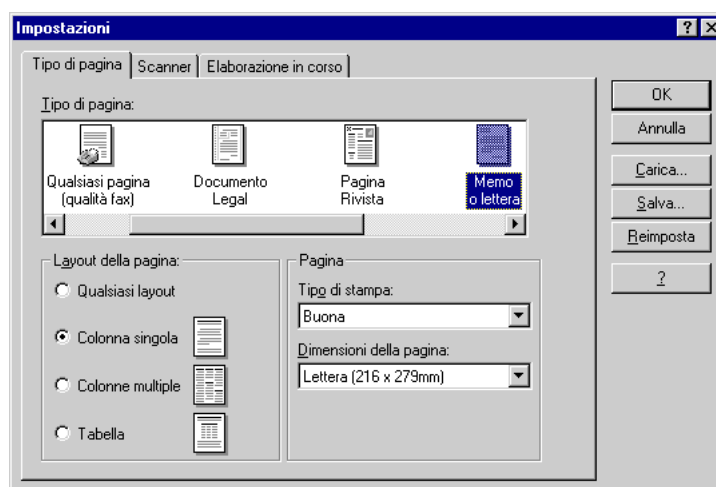 Impostazioni
Tipo di pagina Scanner Elaborazione in corso
Tipo di pagina:
Qualsiasi pagina
(qualità fax)
Documento
Legal
Pagina
Rivista
Memo
o lettera
Layout della pagina:
Qualsiasi layout
Colonna singola
Colonne multiple
Tabella
Pagina
Tipo di stampa:
Buona
Dimensioni della pagina:
Lettera (216 x 279mm)
OK
Annulla
Carica...
Salva...
Reimposta
?